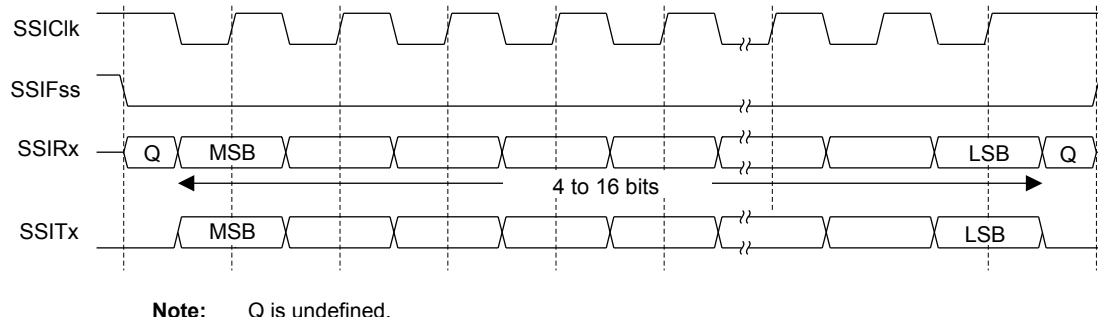 SSIClk
SSIFss
SSIRx Q MSB LSB Q
4 to 16 bits
SSITx MSB LSB
Note: Q is undefined.